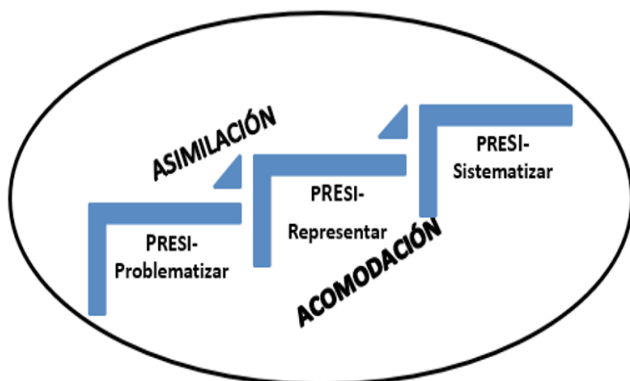 ASIMILACIÓN
PRESI-
Sistematizar
PRESI-
Representar
PRESI-
Problematizar
ACOMODACIÓN